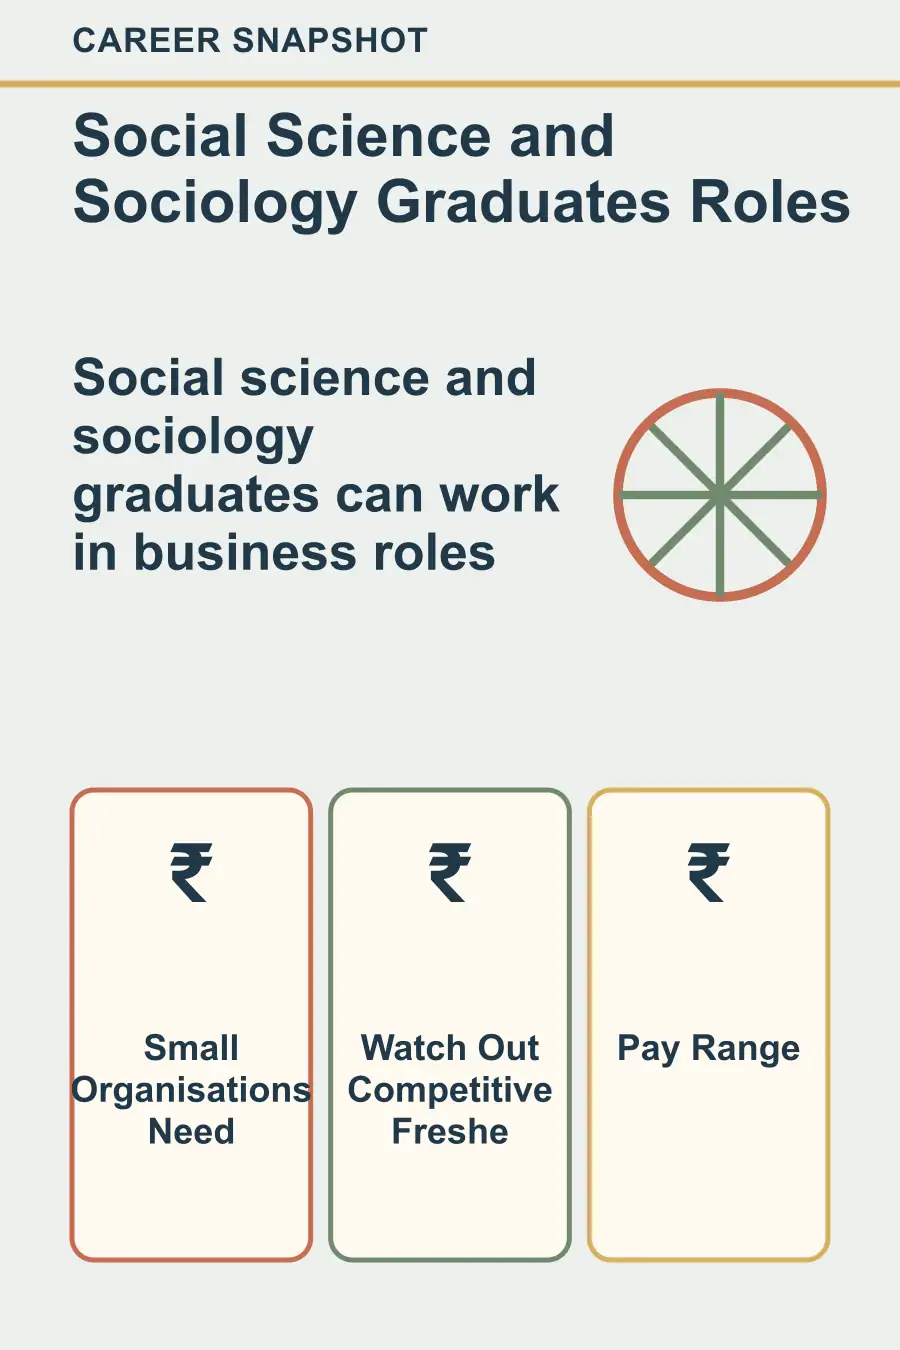 CAREER SNAPSHOT
Social Science and
Sociology Graduates Roles
Social science and
sociology
graduates can work
in business roles
₹ ₹ ₹
Small
Organisations
Need
Watch Out
Competitive
Freshe
Pay Range